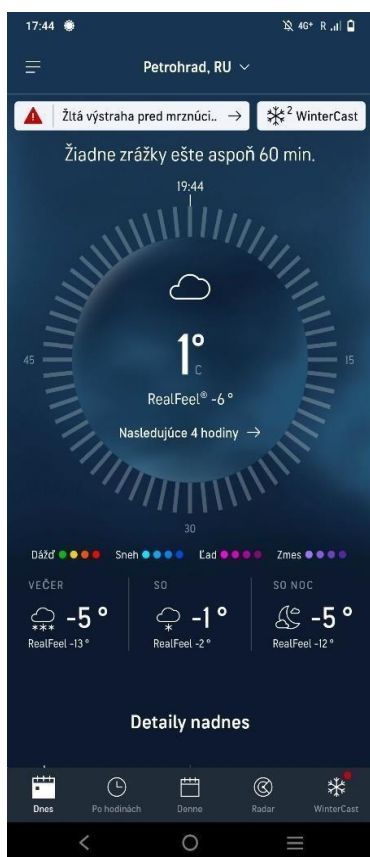 17:44 4G+ R
Petrohrad, RU
Žltá výstraha pred mrznúci.. → 2 WinterCast
Žiadne zrážky ešte aspoň 60 min.
19:44
45 15
1°
C
RealFeel® -6°
Nasledujúce 4 hodiny →
30
Dážď Sneh Ľad Zmes
VEČER SO SO NOC
-5° -1° -5°
RealFeel -13° RealFeel -2° RealFeel -12°
Detaily nadnes
Dnes Po hodinách Denne Radar WinterCast